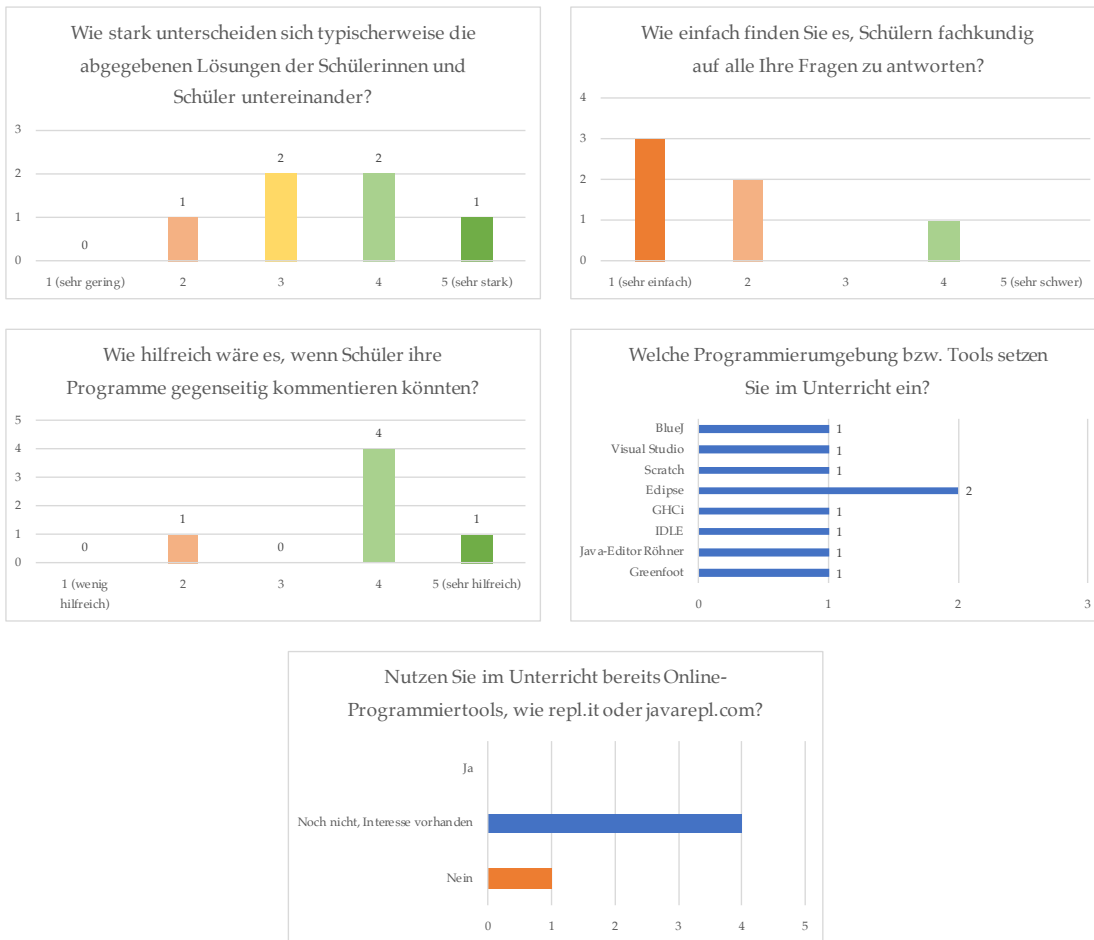 Wie stark unterscheiden sich typischerweise die
abgegebenen Lösungen der Schülerinnen und
Schüler untereinander?
3
2
1
0
0
1
2
2
1
1 (sehr gering)
2
3
4
5 (sehr stark)
Wie einfach finden Sie es, Schülern fachkundig
auf alle Ihre Fragen zu antworten?
4
3
2
1
0
1 (sehr einfach)
2
3
4
5 (sehr schwer)
Wie hilfreich wäre es, wenn Schüler ihre
Programme gegenseitig kommentieren könnten?
5
4
3
2
1
0
0
1
0
4
1
1 (wenig
hilfreich)
2
3
4
5 (sehr hilfreich)
Welche Programmierumgebung bzw. Tools setzen
Sie im Unterricht ein?
BlueJ 1
Visual Studio 1
Scratch 1
Eclipse 2
GHCi 1
IDLE 1
Java-Editor Röhner 1
Greenfoot 1
0 1 2 3
Nutzen Sie im Unterricht bereits Online-
Programmiertools, wie repl.it oder javarepl.com?
Ja
Noch nicht, Interesse vorhanden
Nein
0 1 2 3 4 5